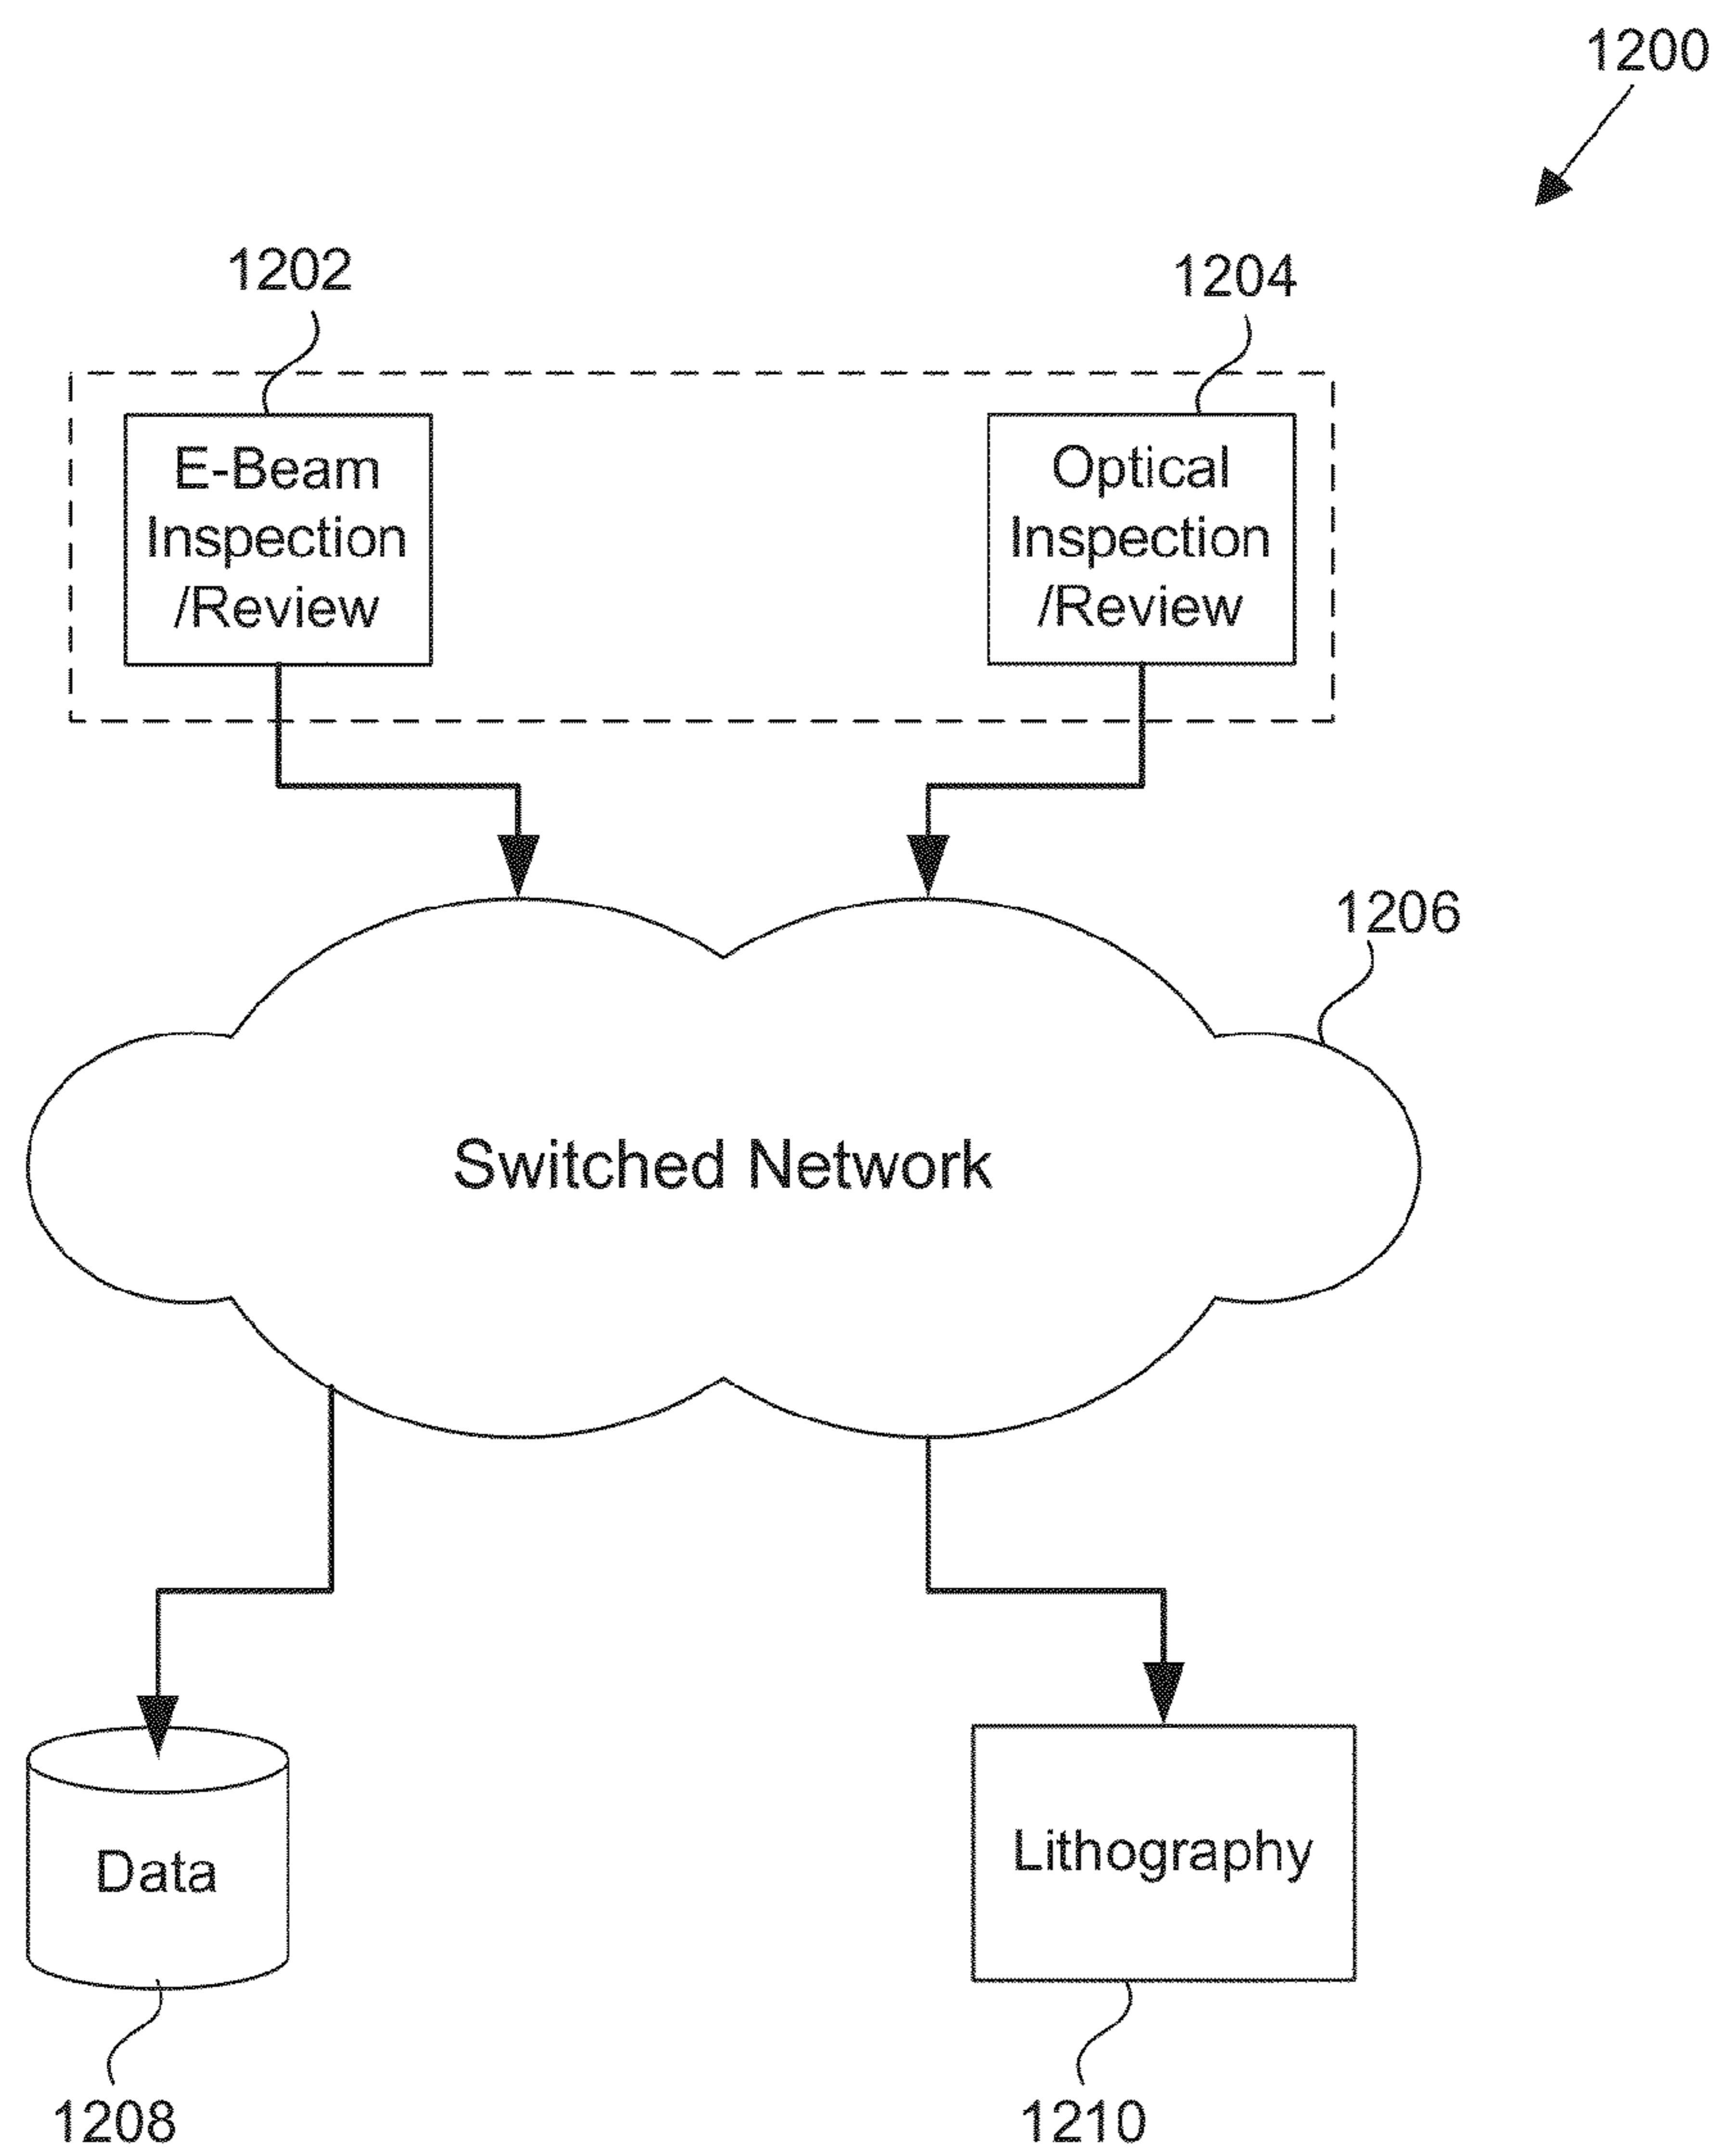 1200
1202
1204
E-Beam
Inspection
/Review
Optical
Inspection
/Review
1206
Switched Network
Data
Lithography
1208
1210